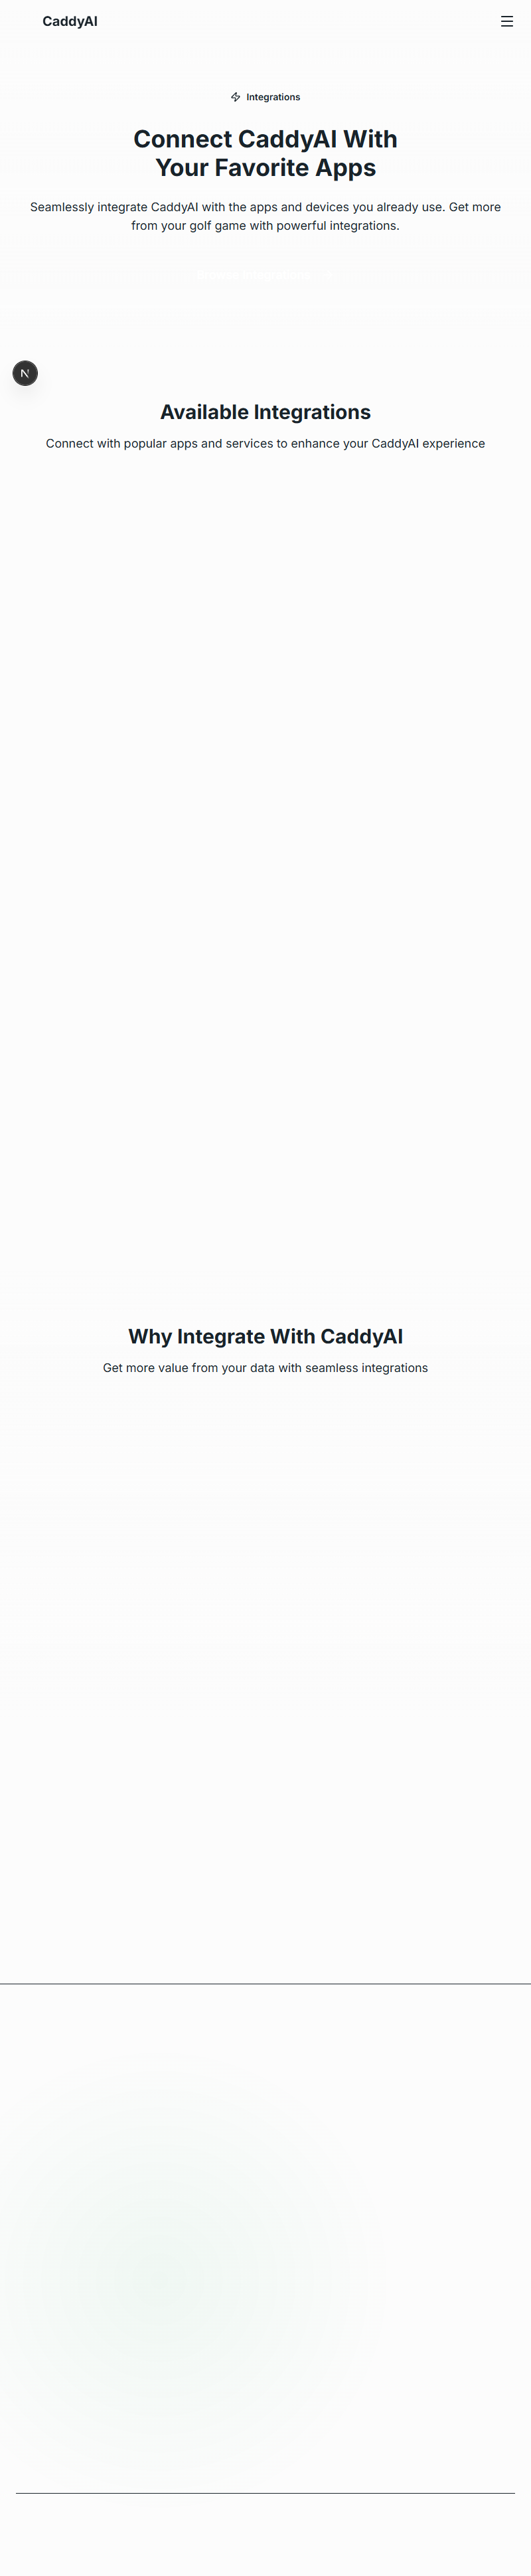 CaddyAI
Integrations
Connect CaddyAI With
Your Favorite Apps
Seamlessly integrate CaddyAI with the apps and devices you already use. Get more
from your golf game with powerful integrations.
Available Integrations
Connect with popular apps and services to enhance your CaddyAI experience
Why Integrate With CaddyAI
Get more value from your data with seamless integrations